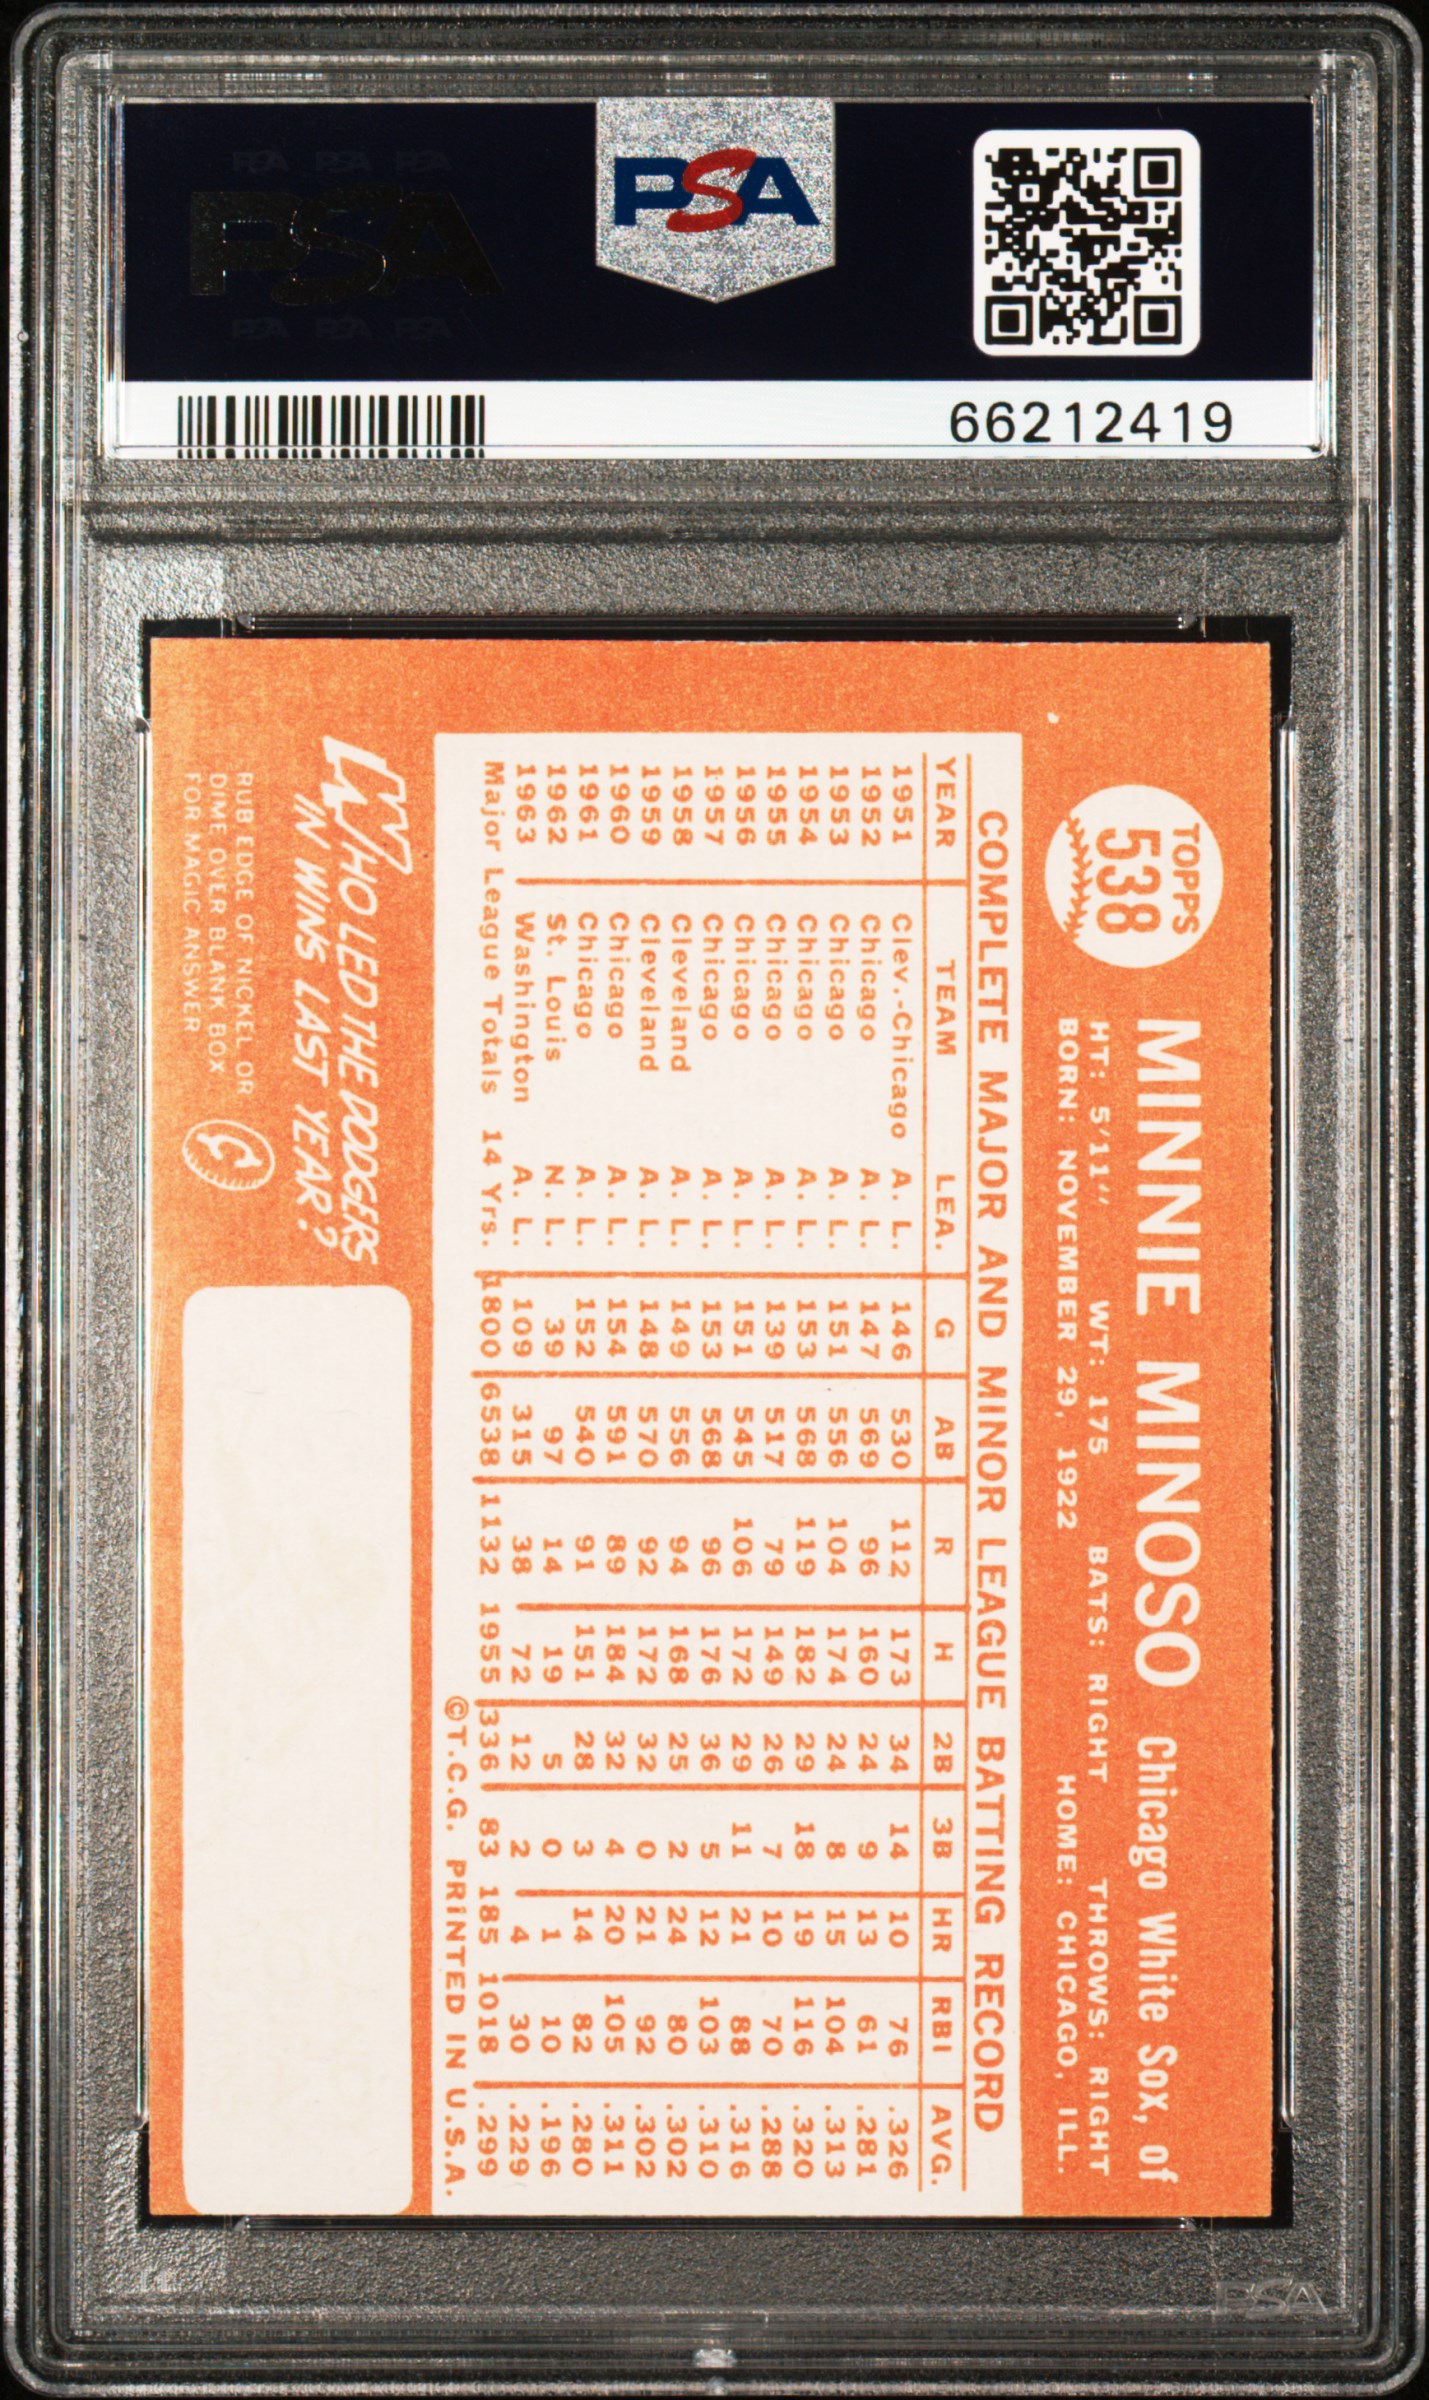 PSA PSA PSA
PSA
PSA PSA PSA
PSA
66212419
TOPPS
538
MINNIE MINOSO Chicago White Sox, of
HT: 5'11" WT: 175 BATS: RIGHT THROWS: RIGHT
BORN: NOVEMBER 29, 1922 HOME: CHICAGO, ILL.
COMPLETE MAJOR AND MINOR LEAGUE BATTING RECORD
YEAR TEAM LEA. G AB R H 2B 3B HR RBI AVG.
1951 Clev.-Chicago A. L. 146 530 112 173 34 14 10 76 .326
1952 Chicago A. L. 147 569 96 160 24 9 13 61 .281
1953 Chicago A. L. 151 556 104 174 24 8 15 104 .313
1954 Chicago A. L. 153 568 119 182 29 18 19 116 .320
1955 Chicago A. L. 139 517 79 149 26 7 10 70 .288
1956 Chicago A. L. 151 545 106 172 29 11 21 88 .316
1957 Chicago A. L. 153 568 96 176 36 5 12 103 .310
1958 Cleveland A. L. 149 556 94 168 25 2 24 80 .302
1959 Cleveland A. L. 148 570 92 172 32 0 21 92 .302
1960 Chicago A. L. 154 591 89 184 32 4 20 105 .311
1961 Chicago A. L. 152 540 91 151 28 3 14 82 .280
1962 St. Louis N. L. 39 97 14 19 5 0 1 10 .196
1963 Washington A. L. 109 315 38 72 12 2 4 30 .229
Major League Totals 14 Yrs. 1800 6538 1132 1955 336 83 185 1018 .299
©T.C.G. PRINTED IN U.S.A.
WHO LED THE DODGERS
IN WINS LAST YEAR?
RUB EDGE OF NICKEL OR
DIME OVER BLANK BOX
FOR MAGIC ANSWER
PSA